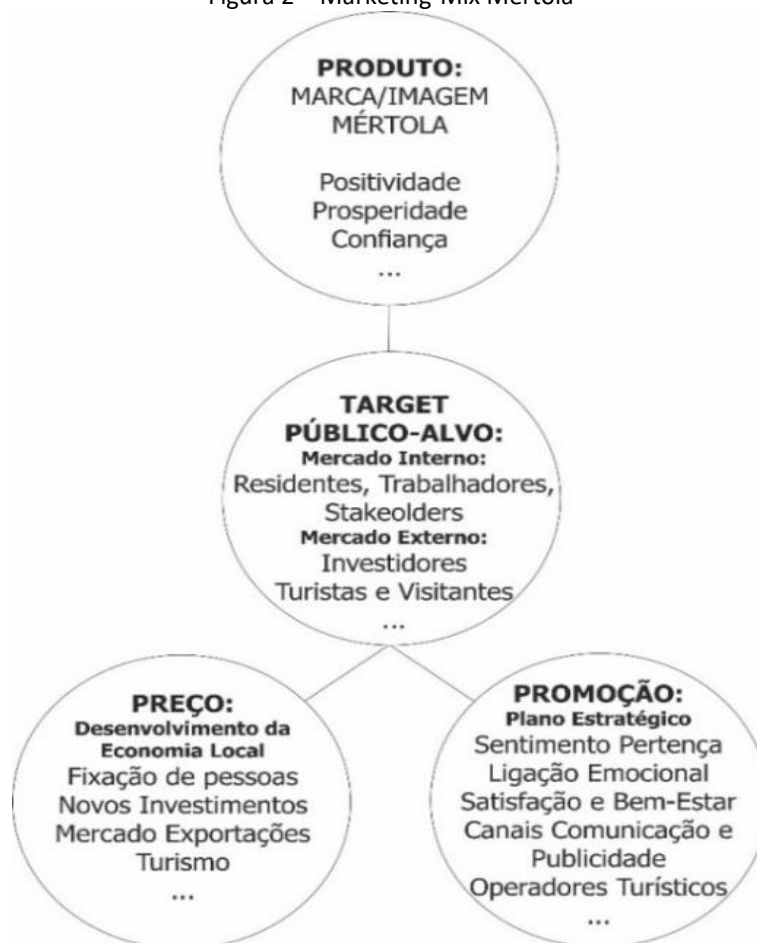 Figura 2 – Marketing-Mix Mértola
PRODUTO:
MARCA/IMAGEM
MÉRTOLA
Positividade
Prosperidade
Confiança
...
TARGET
PÚBLICO-ALVO:
Mercado Interno:
Residentes, Trabalhadores,
Stakeolders
Mercado Externo:
Investidores
Turistas e Visitantes
...
PREÇO:
Desenvolvimento da
Economia Local
Fixação de pessoas
Novos Investimentos
Mercado Exportações
Turismo
...
PROMOÇÃO:
Plano Estratégico
Sentimento Pertença
Ligação Emocional
Satisfação e Bem-Estar
Canais Comunicação e
Publicidade
Operadores Turísticos
...